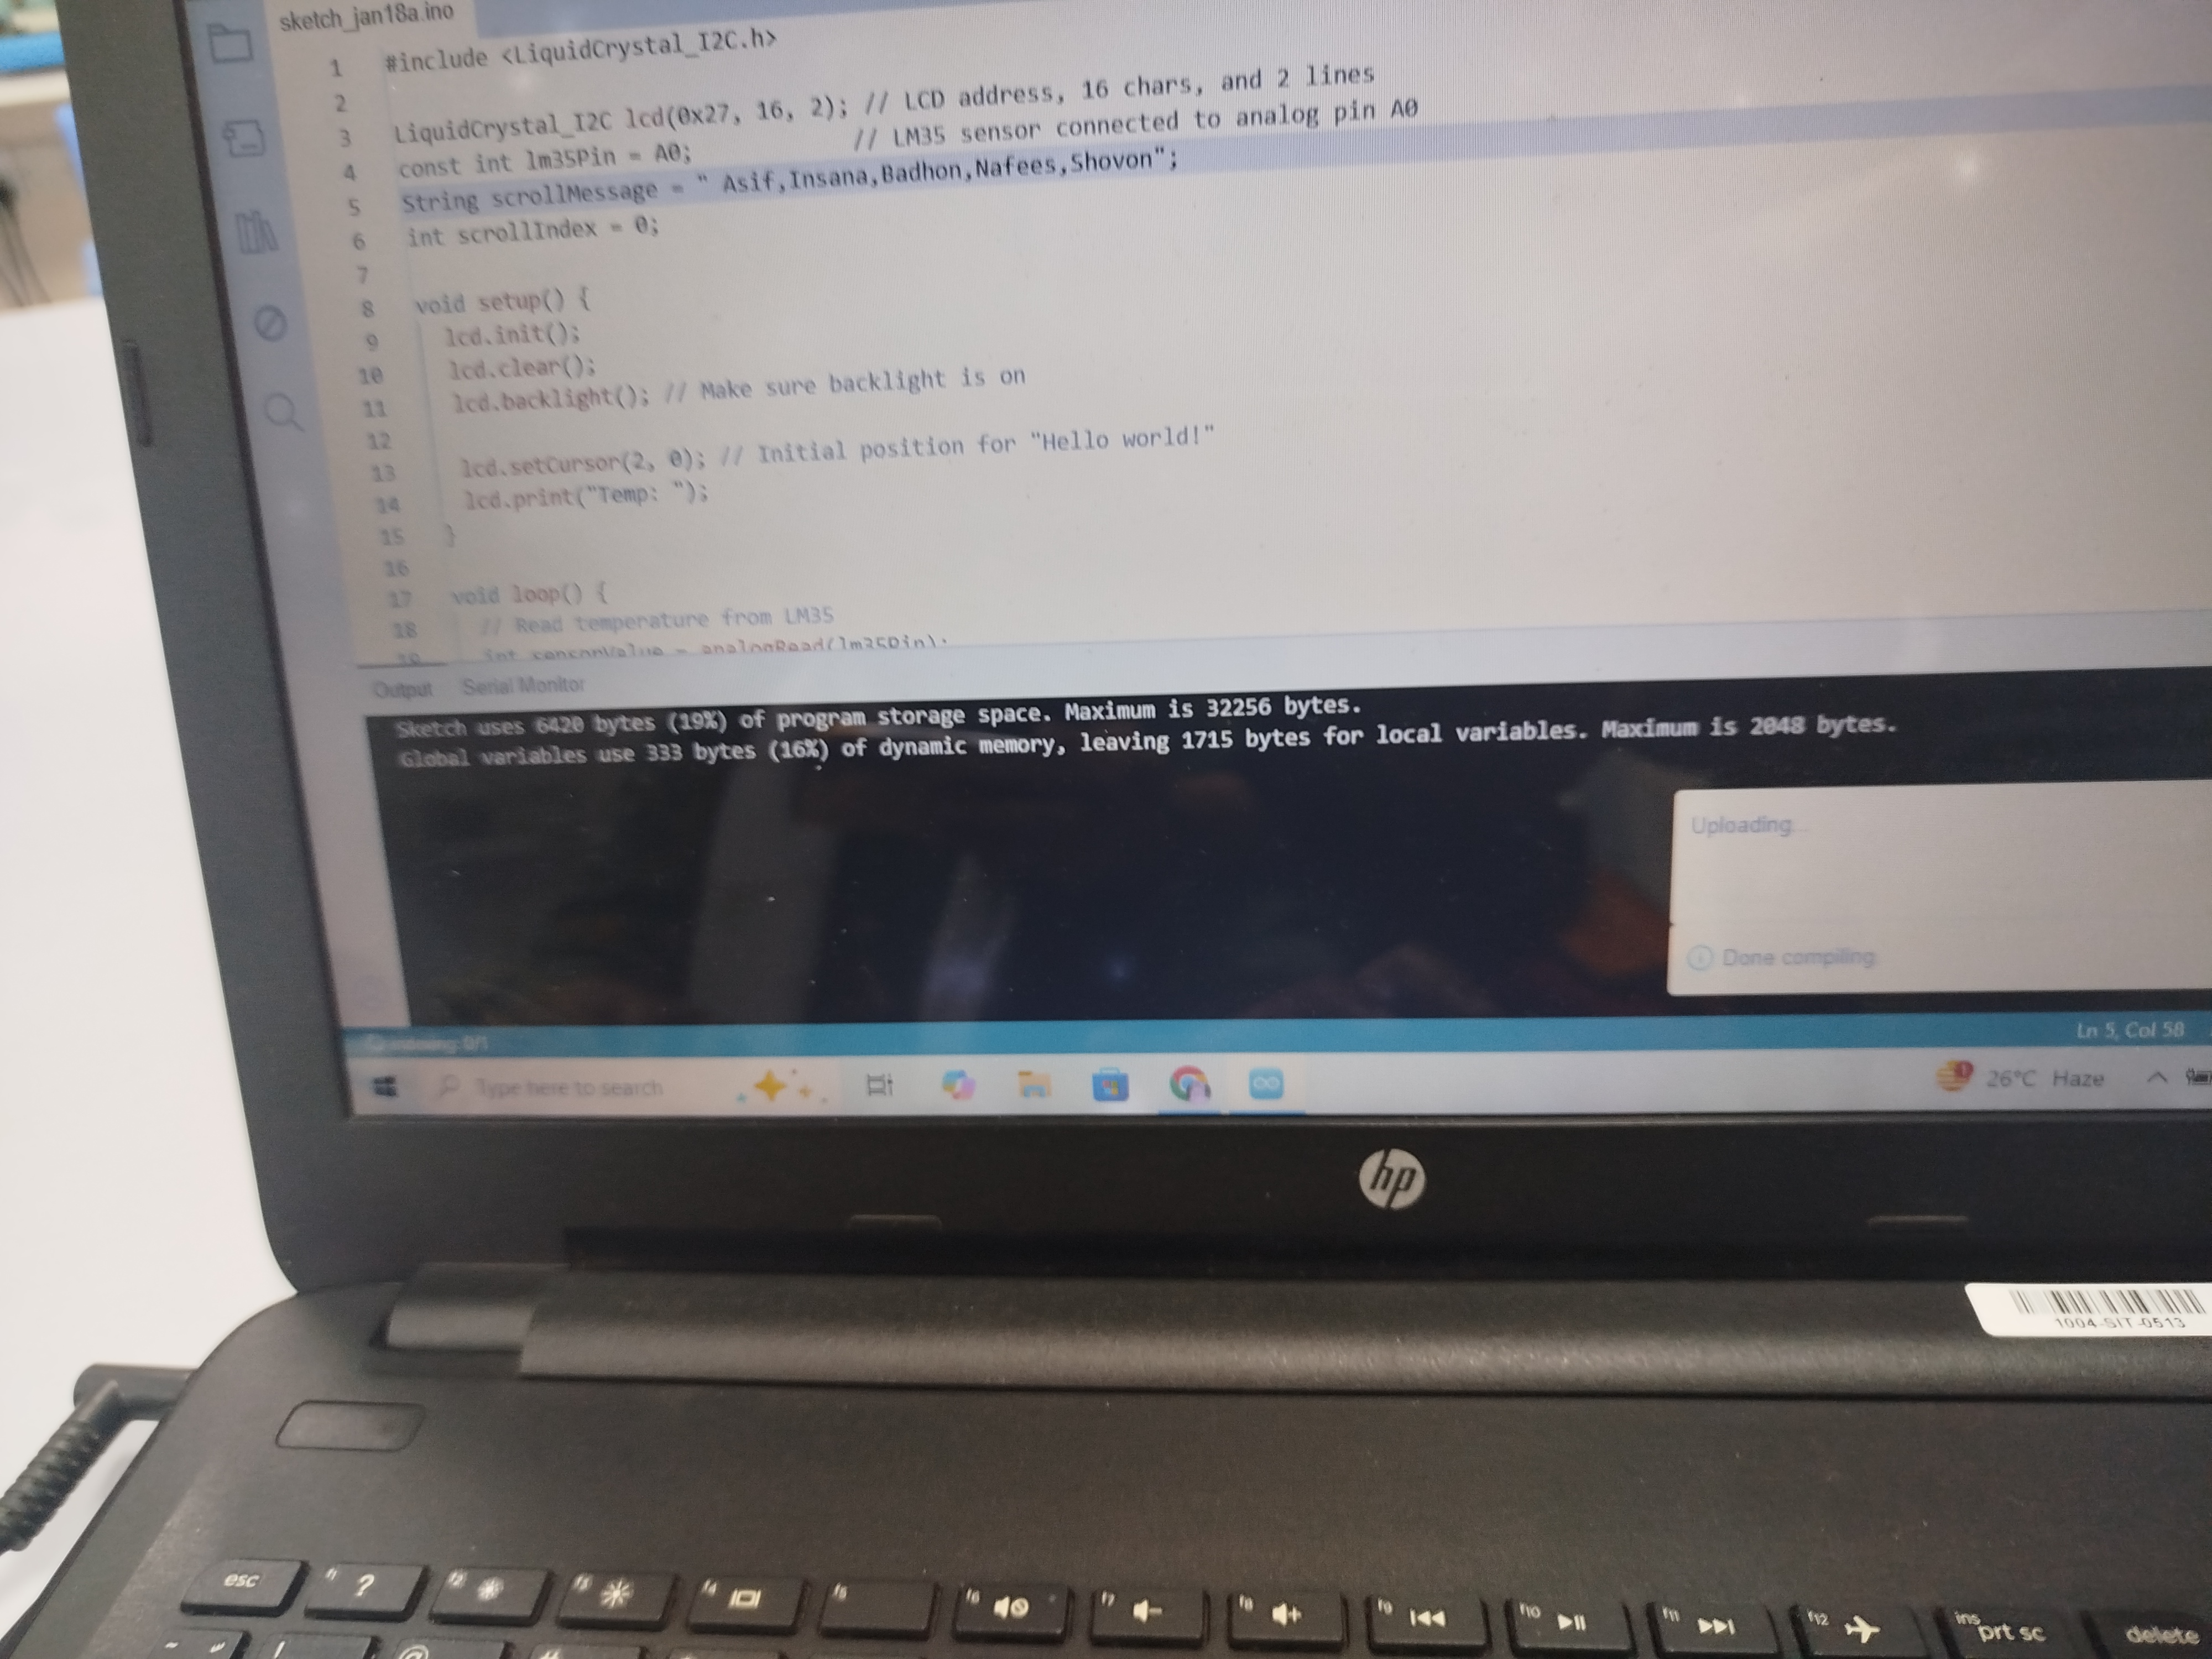 sketch_jan18a.ino
1 #include <LiquidCrystal_I2C.h>
2
3 LiquidCrystal_I2C lcd(0x27, 16, 2); // LCD address, 16 chars, and 2 lines
4 const int lm35Pin = A0; // LM35 sensor connected to analog pin A0
5 String scrollMessage = " Asif,Insana,Badhon,Nafees,Shovon";
6 int scrollIndex = 0;
7
8 void setup() {
9 lcd.init();
10 lcd.clear();
11 lcd.backlight(); // Make sure backlight is on
12
13 lcd.setCursor(2, 0); // Initial position for "Hello world!"
14 lcd.print("Temp: ");
15 }
16
17 void loop() {
18 // Read temperature from LM35
19 int sensorValue = analogRead(lm35Pin);
Output Serial Monitor
Sketch uses 6420 bytes (19%) of program storage space. Maximum is 32256 bytes.
Global variables use 333 bytes (16%) of dynamic memory, leaving 1715 bytes for local variables. Maximum is 2048 bytes.
Uploading...
Done compiling.
indexing: 0/1
Ln 5, Col 58
Type here to search
26°C Haze
hp
1004-SIT-0513
esc f1 ? f2 f3 f4 f5 f6 f7 f8 f9 f10 f11 f12 ins prt sc delete